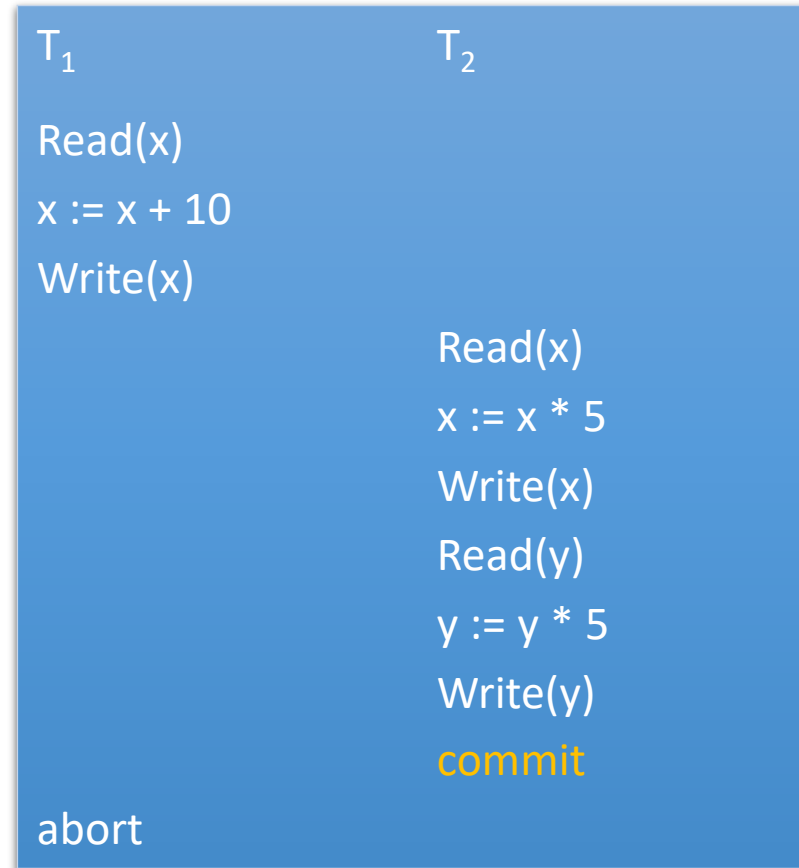 T₁ T₂
Read(x)
x := x + 10
Write(x)
Read(x)
x := x * 5
Write(x)
Read(y)
y := y * 5
Write(y)
commit
abort